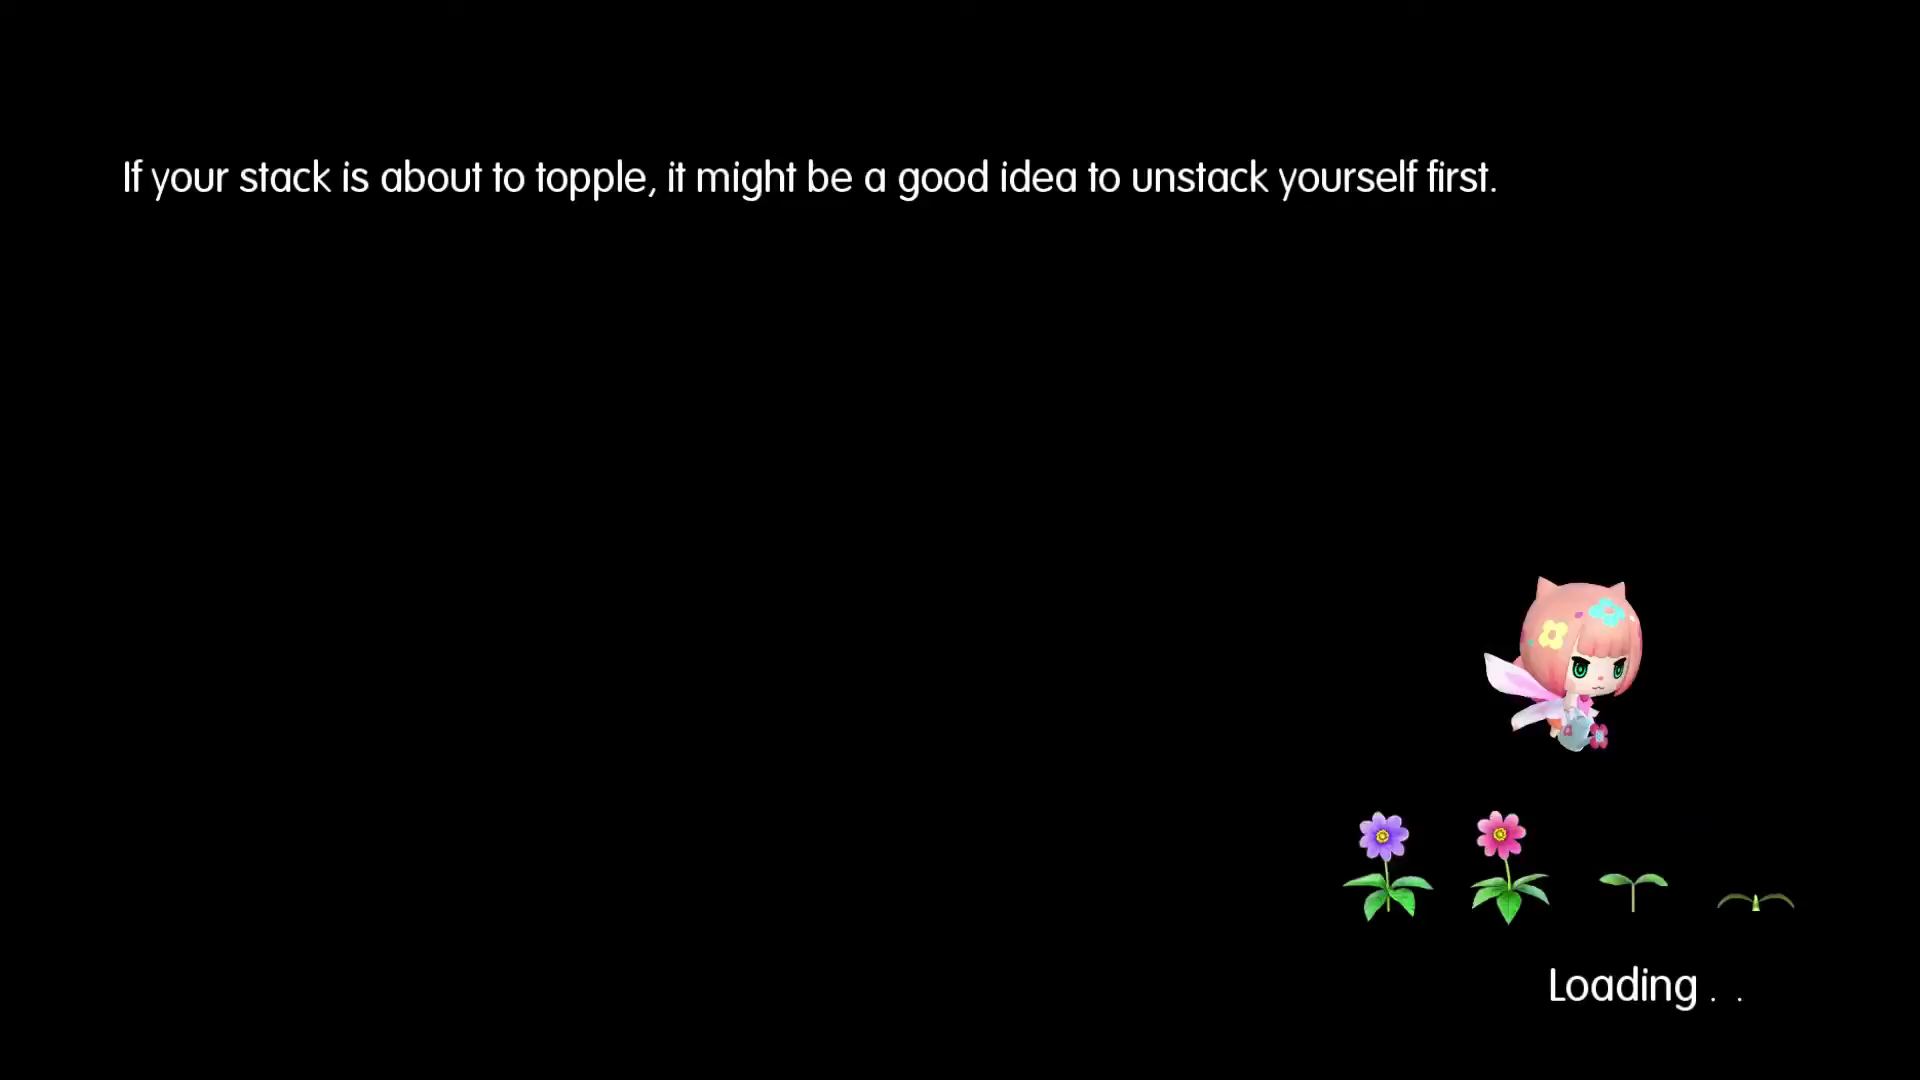 If your stack is about to topple, it might be a good idea to unstack yourself first.
Loading . .